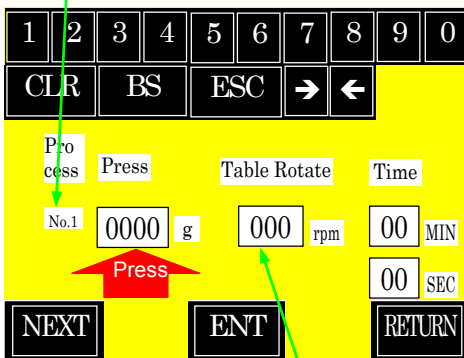 1 2 3 4 5 6 7 8 9 0
CLR BS ESC → ←
Pro
cess Press Table Rotate Time
No.1 0000 g 000 rpm 00 MIN
Press
00 SEC
NEXT ENT RETURN